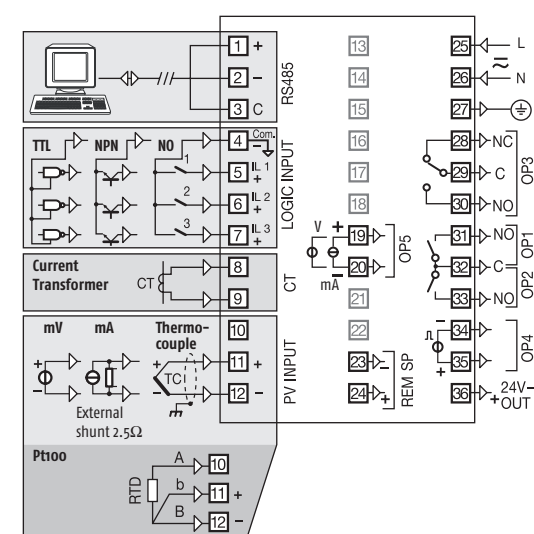 1 +
2 –
3 C
RS485
TTL NPN NO
1
2
3
4 Com. –
5 IL 1 +
6 IL 2 +
7 IL 3 +
LOGIC INPUT
Current
Transformer
CT
8
9
CT
mV mA Thermo-
couple
+
–
+ TC –
External
shunt 2.5Ω
10
11 +
12 –
PV INPUT
Pt100
RTD
A 10
b 11 +
B 12 –
13
14
15
16
17
18
V + 19
mA – 20
OP5
21
22
23 –
24 +
REM SP
25 L
26 N
27
28 NC
29 C
30 NO
OP3
31 NO
32 C
33 NO
OP1
OP2
– 34
+ 35
OP4
36 + 24V–
OUT